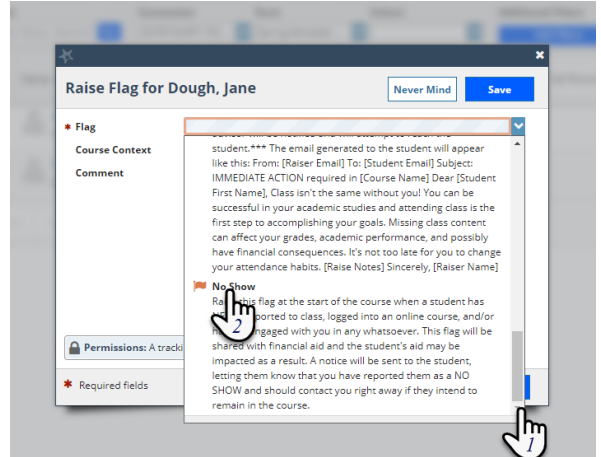 Raise Flag for Dough, Jane
Never Mind
Save
* Flag
Course Context
Comment
student.*** The email generated to the student will appear
like this: From: [Raiser Email] To: [Student Email] Subject:
IMMEDIATE ACTION required in [Course Name] Dear [Student
First Name], Class isn't the same without you! You can be
successful in your academic studies and attending class is the
first step to accomplishing your goals. Missing class content
can affect your grades, academic performance, and possibly
have financial consequences. It's not too late for you to change
your attendance habits. [Raise Notes] Sincerely, [Raiser Name]
No Show
this flag at the start of the course when a student has
ported to class, logged into an online course, and/or
engaged with you in any whatsoever. This flag will be
shared with financial aid and the student's aid may be
impacted as a result. A notice will be sent to the student,
letting them know that you have reported them as a NO
SHOW and should contact you right away if they intend to
remain in the course.
Permissions: A tracki
* Required fields
2
1